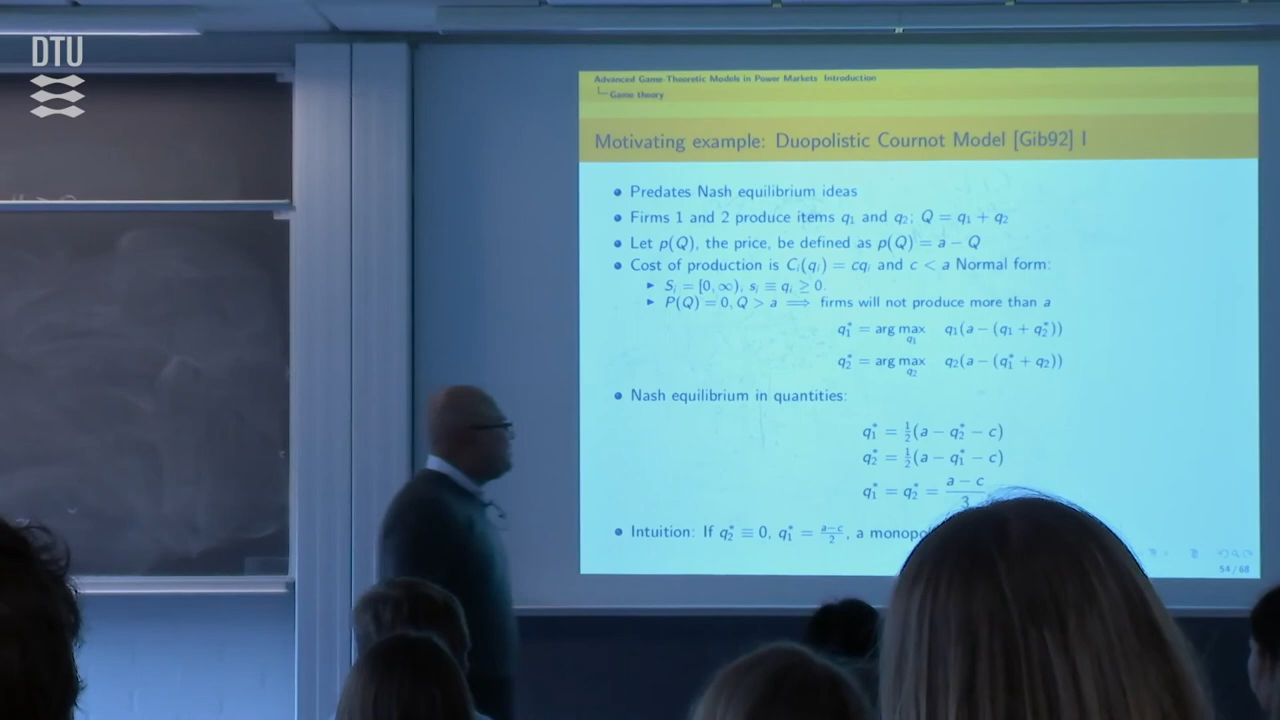 DTU
Advanced Game-Theoretic Models in Power Markets Introduction
Game theory
Motivating example: Duopolistic Cournot Model [Gib92] I
Predates Nash equilibrium ideas
Firms 1 and 2 produce items q₁ and q₂; Q = q₁ + q₂
Let p(Q), the price, be defined as p(Q) = a − Q
Cost of production is Cᵢ(qᵢ) = cqᵢ and c < a Normal form:
Sᵢ = [0, ∞), sᵢ ≡ qᵢ ≥ 0.
P(Q) = 0, Q > a ⟹ firms will not produce more than a
q₁* = arg max_{q₁} q₁(a − (q₁ + q₂*))
q₂* = arg max_{q₂} q₂(a − (q₁* + q₂))
Nash equilibrium in quantities:
q₁* = ½(a − q₂* − c)
q₂* = ½(a − q₁* − c)
q₁* = q₂* = (a − c)/3
Intuition: If q₂* ≡ 0, q₁* = (a−c)/2, a monopo
54 / 68